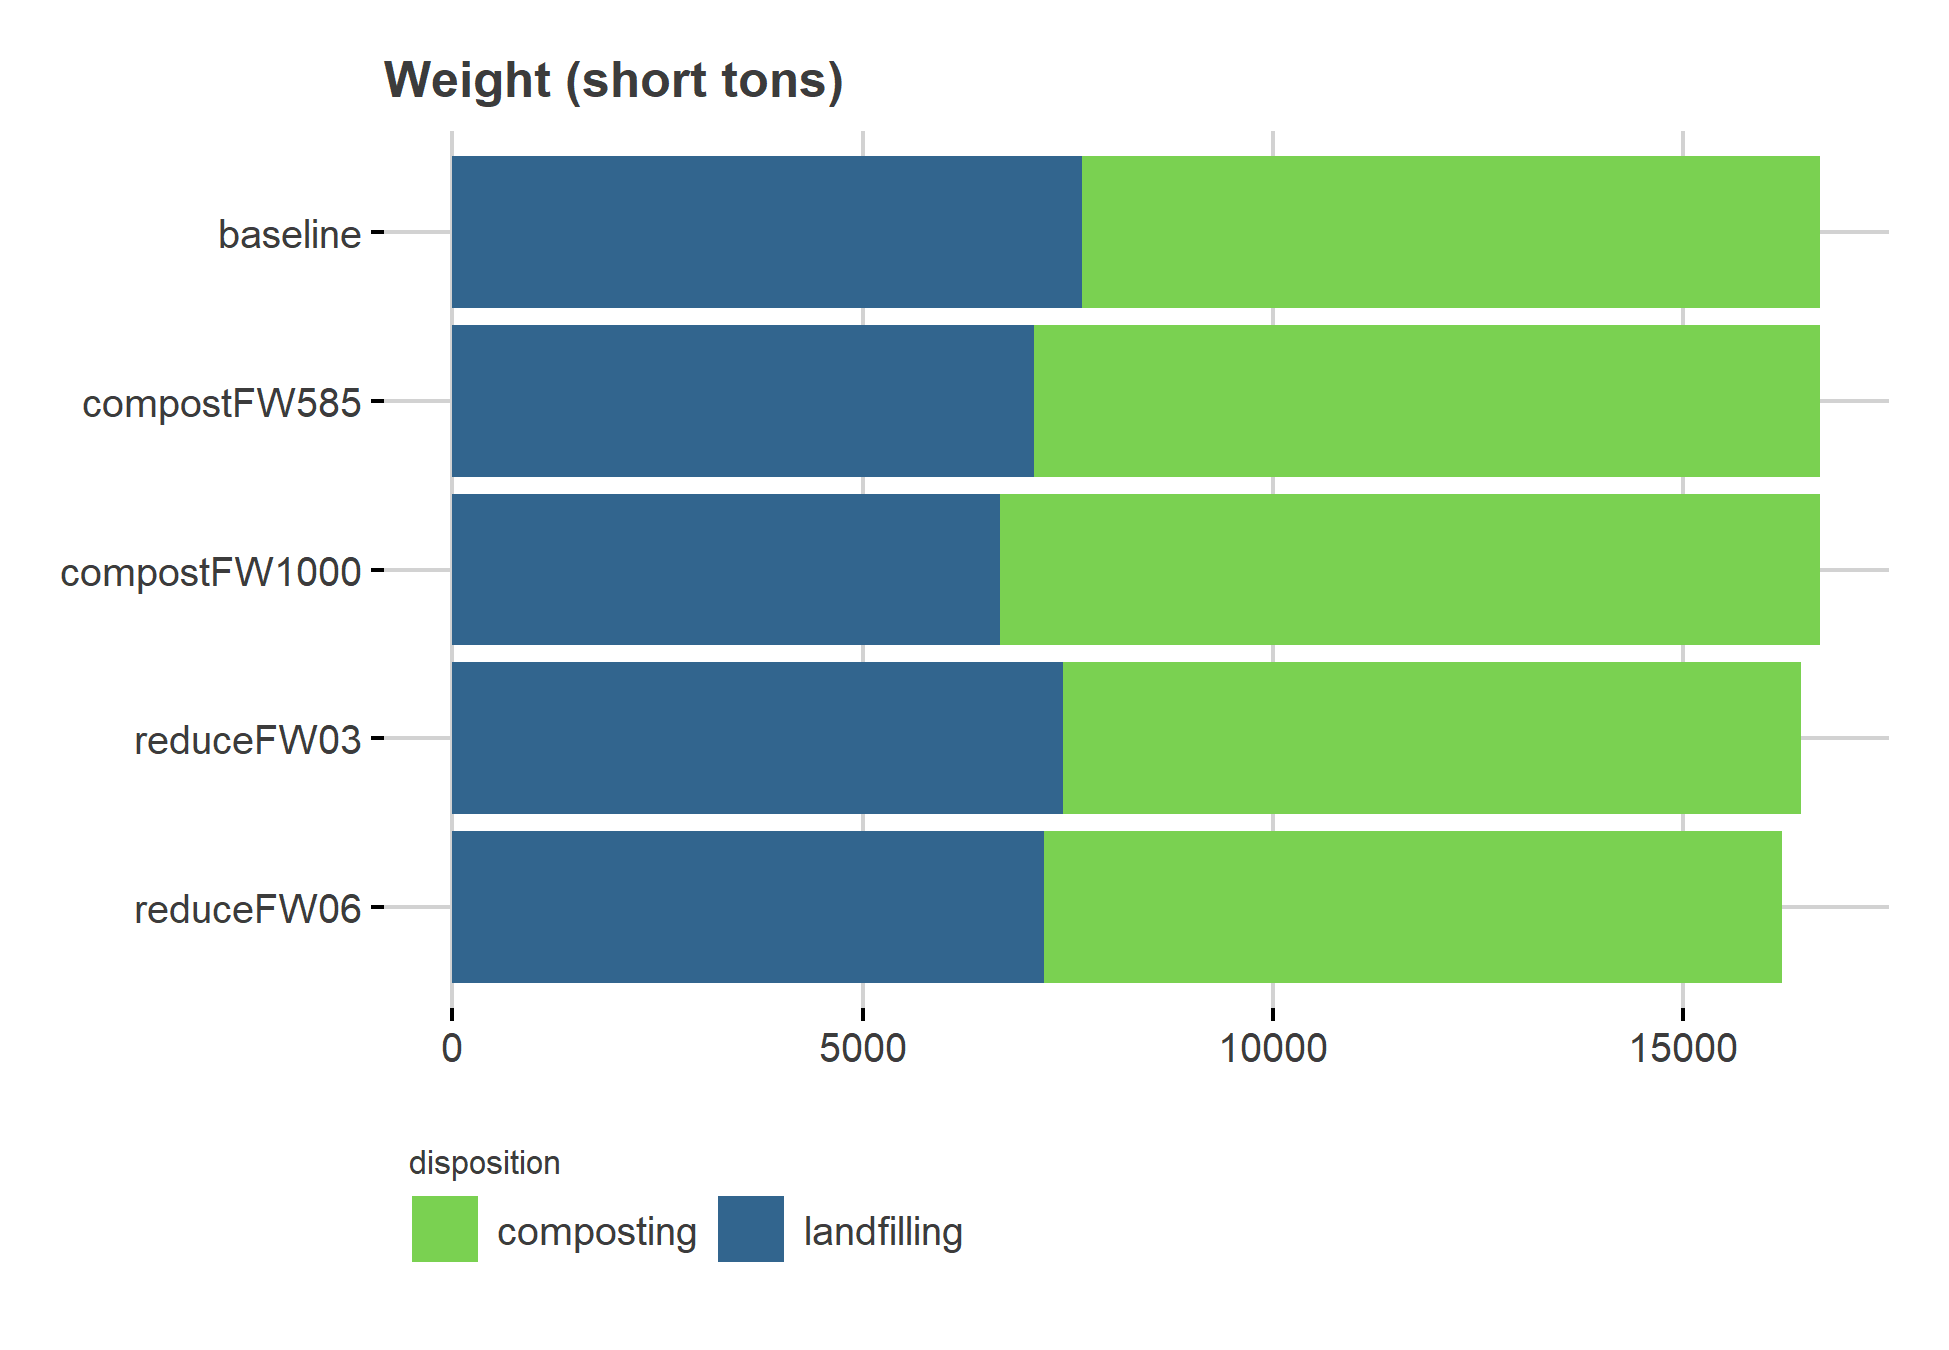 Weight (short tons)
baseline
compostFW585
compostFW1000
reduceFW03
reduceFW06
0 5000 10000 15000
disposition
composting landfilling